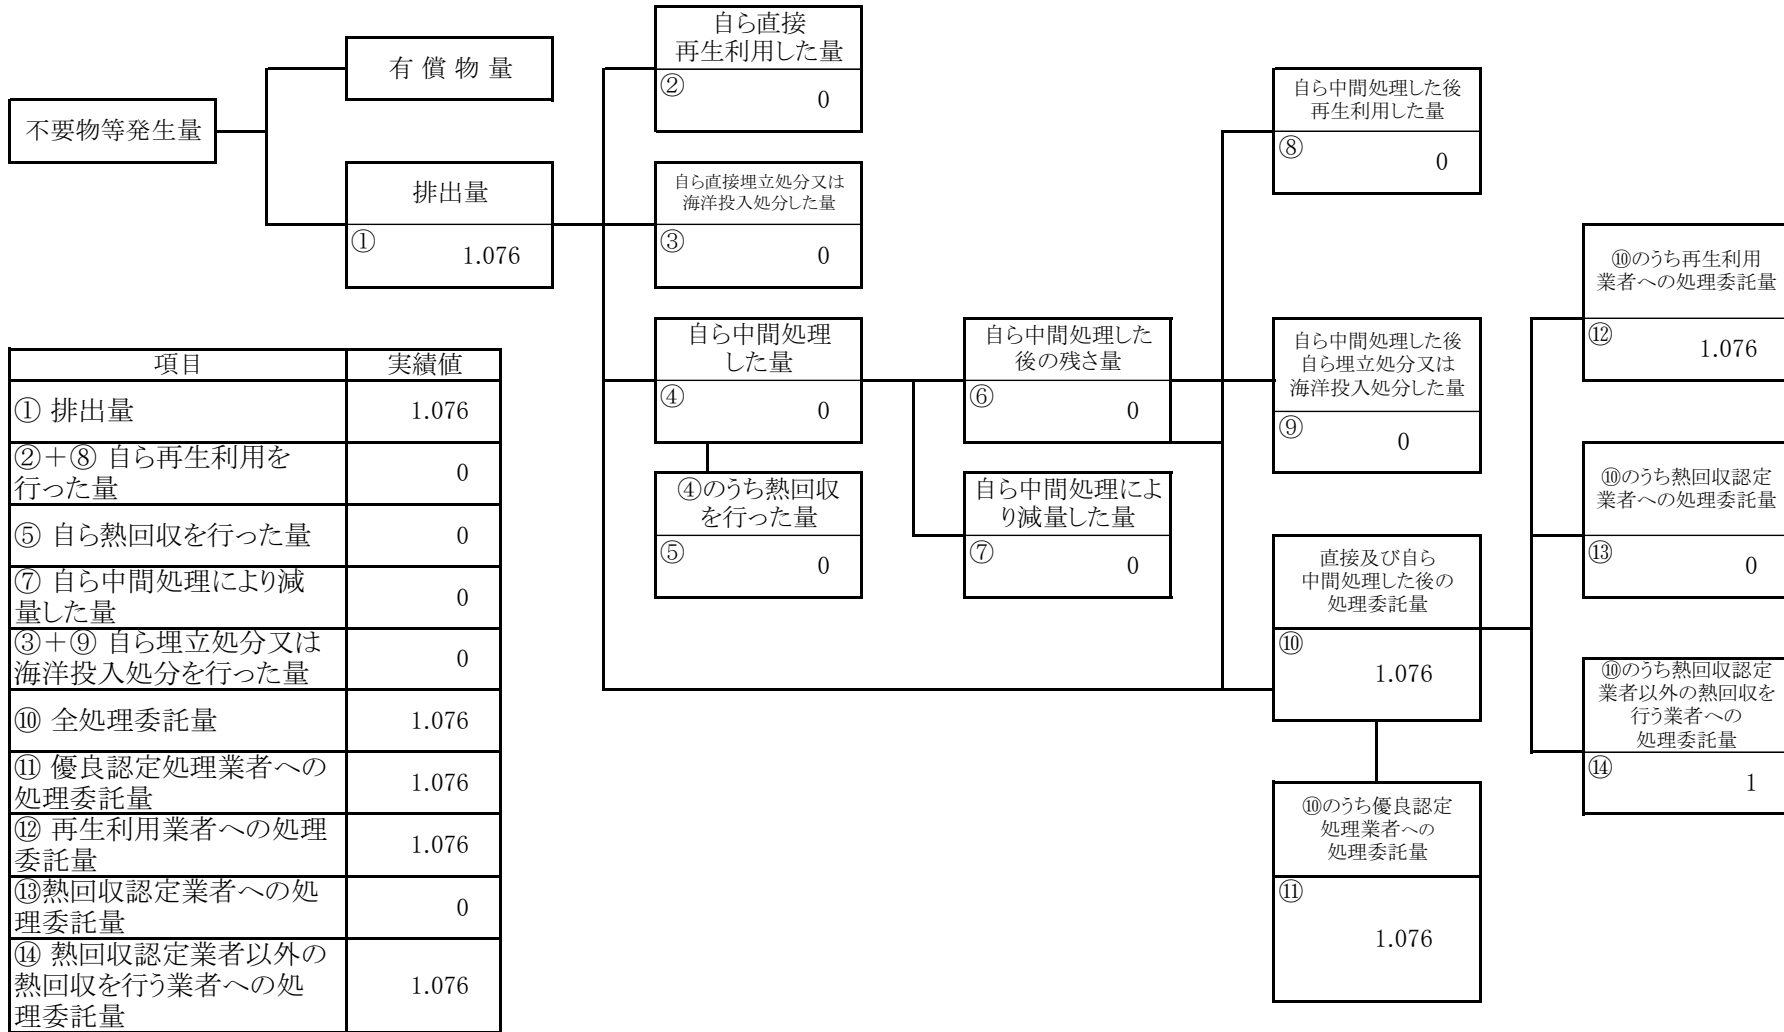 不要物等発生量
有償物量
排出量
①
1.076
自ら直接
再生利用した量
②
0
自ら直接埋立処分又は
海洋投入処分した量
③
0
自ら中間処理
した量
④
0
④のうち熱回収
を行った量
⑤
0
自ら中間処理した
後の残さ量
⑥
0
自ら中間処理によ
り減量した量
⑦
0
自ら中間処理した後
再生利用した量
⑧
0
自ら中間処理した後
自ら埋立処分又は
海洋投入処分した量
⑨
0
直接及び自ら
中間処理した後の
処理委託量
⑩
1.076
⑩のうち優良認定
処理業者への
処理委託量
⑪
1.076
⑩のうち再生利用
業者への処理委託量
⑫
1.076
⑩のうち熱回収認定
業者への処理委託量
⑬
0
⑩のうち熱回収認定
業者以外の熱回収を
行う業者への
処理委託量
⑭
1
項目 実績値
① 排出量 1.076
②＋⑧ 自ら再生利用を
行った量 0
⑤ 自ら熱回収を行った量 0
⑦ 自ら中間処理により減
量した量 0
③＋⑨ 自ら埋立処分又は
海洋投入処分を行った量 0
⑩ 全処理委託量 1.076
⑪ 優良認定処理業者への
処理委託量 1.076
⑫ 再生利用業者への処理
委託量 1.076
⑬熱回収認定業者への処
理委託量 0
⑭ 熱回収認定業者以外の
熱回収を行う業者への処 1.076
理委託量